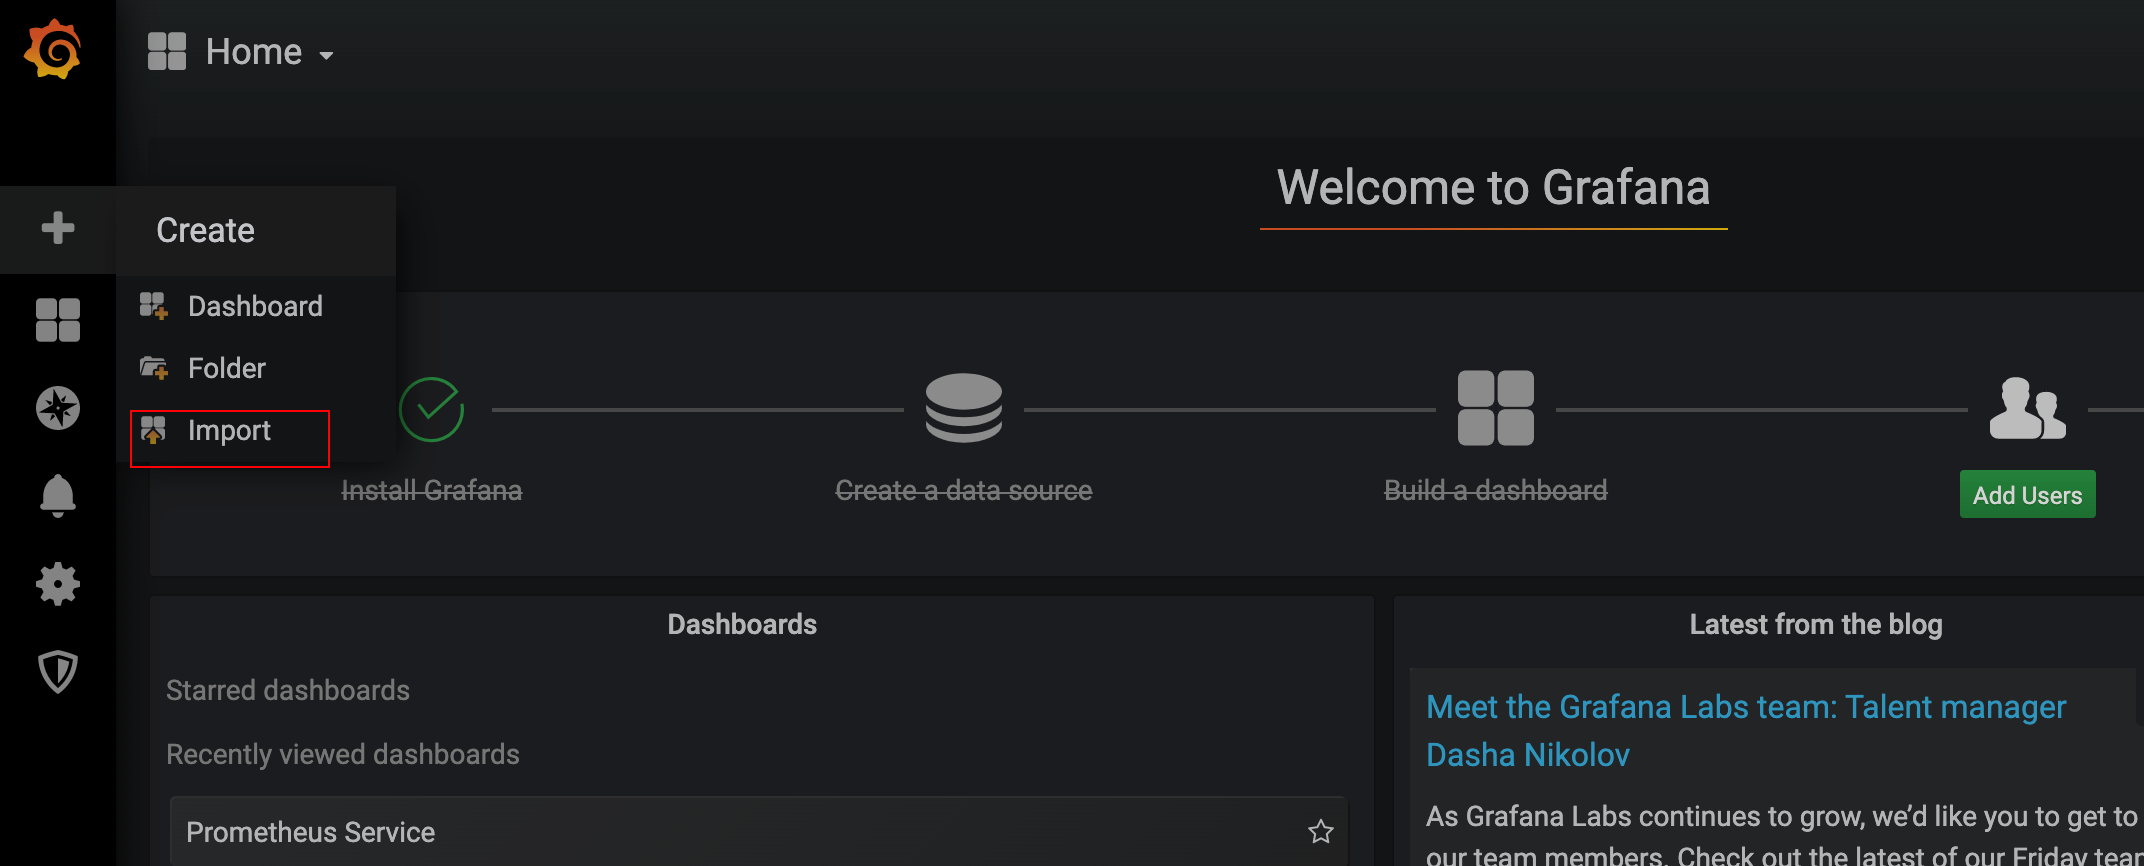 Home
Welcome to Grafana
Create
Dashboard
Folder
Import
Install Grafana
Create a data source
Build a dashboard
Add Users
Dashboards
Starred dashboards
Recently viewed dashboards
Prometheus Service
Latest from the blog
Meet the Grafana Labs team: Talent manager
Dasha Nikolov
As Grafana Labs continues to grow, we’d like you to get to
our team members. Check out the latest of our Friday